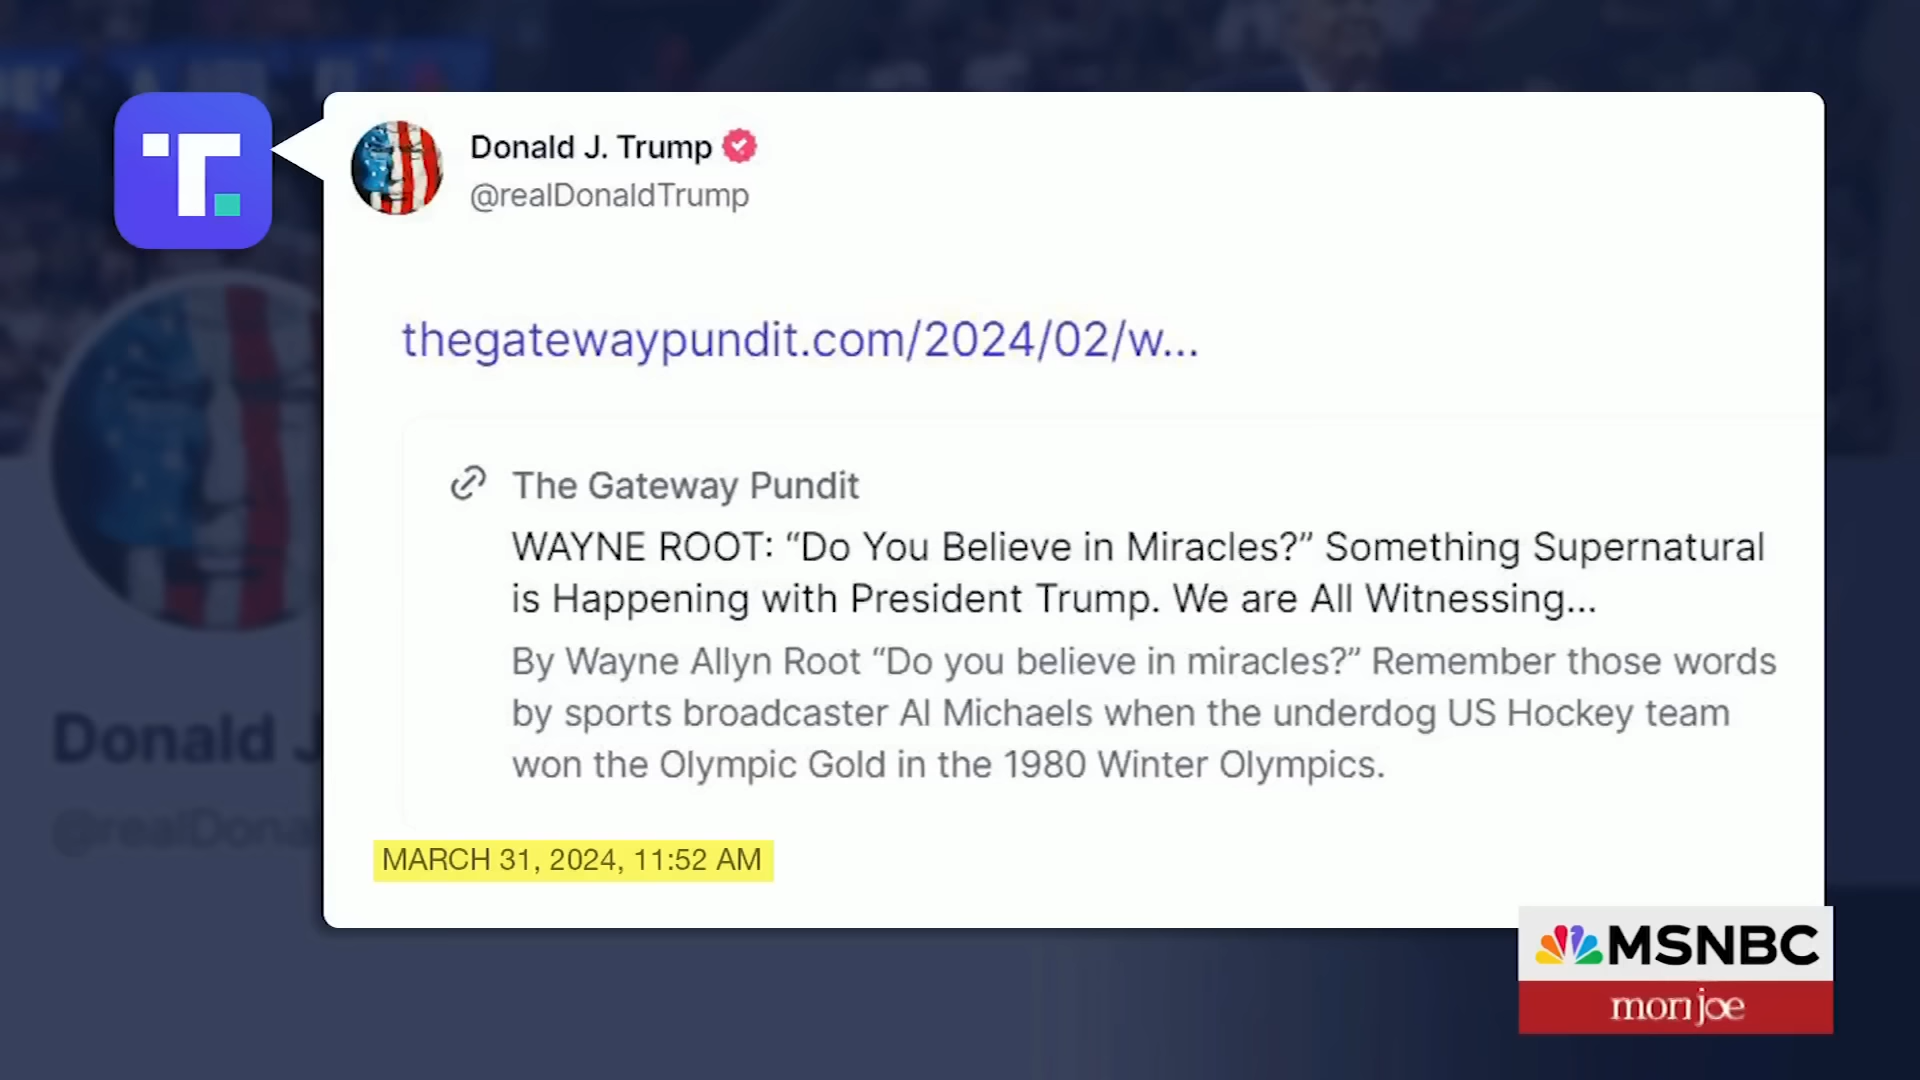 Donald J. Trump
@realDonaldTrump
thegatewaypundit.com/2024/02/w...
The Gateway Pundit
WAYNE ROOT: “Do You Believe in Miracles?” Something Supernatural
is Happening with President Trump. We are All Witnessing...
By Wayne Allyn Root “Do you believe in miracles?” Remember those words
by sports broadcaster Al Michaels when the underdog US Hockey team
won the Olympic Gold in the 1980 Winter Olympics.
MARCH 31, 2024, 11:52 AM
Donald J
@realDona
MSNBC
morn joe